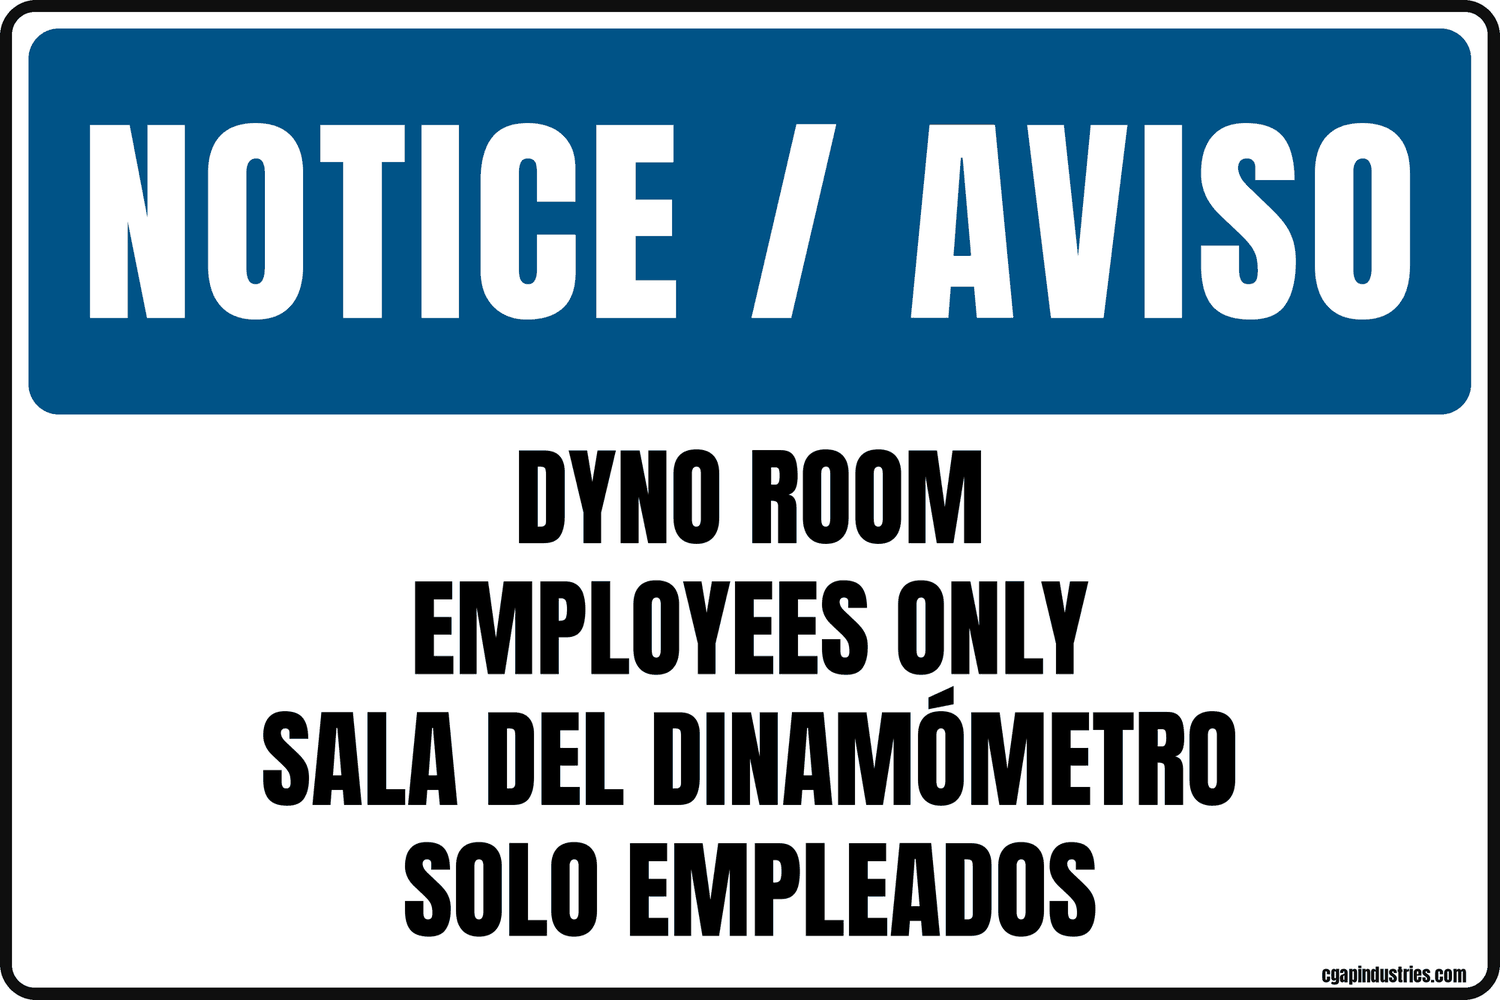 NOTICE / AVISO
DYNO ROOM
EMPLOYEES ONLY
SALA DEL DINAMÓMETRO
SOLO EMPLEADOS
cgapindustries.com